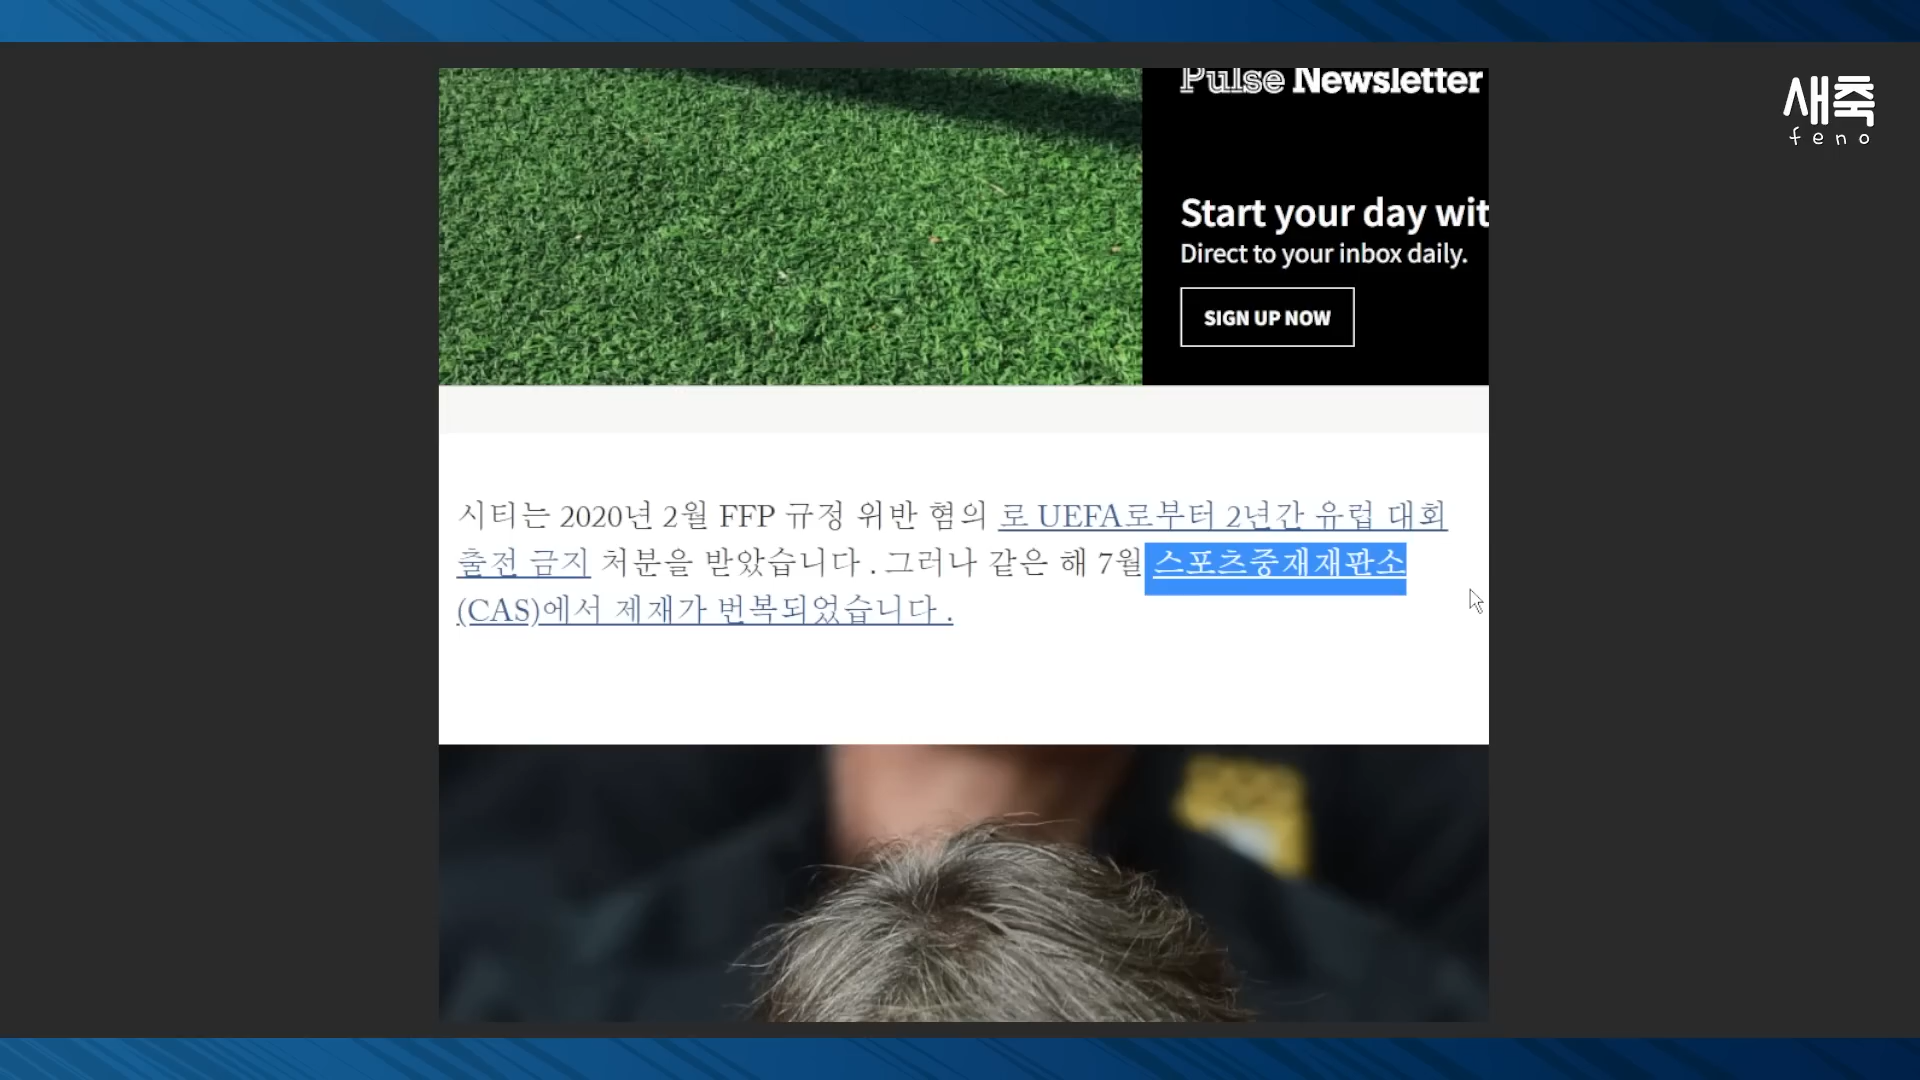 Pulse Newsletter
새축
feno
Start your day wit
Direct to your inbox daily.
SIGN UP NOW
시티는 2020년 2월 FFP 규정 위반 혐의 로 UEFA로부터 2년간 유럽 대회
출전 금지 처분을 받았습니다 . 그러나 같은 해 7월 스포츠중재재판소
(CAS)에서 제재가 번복되었습니다 .